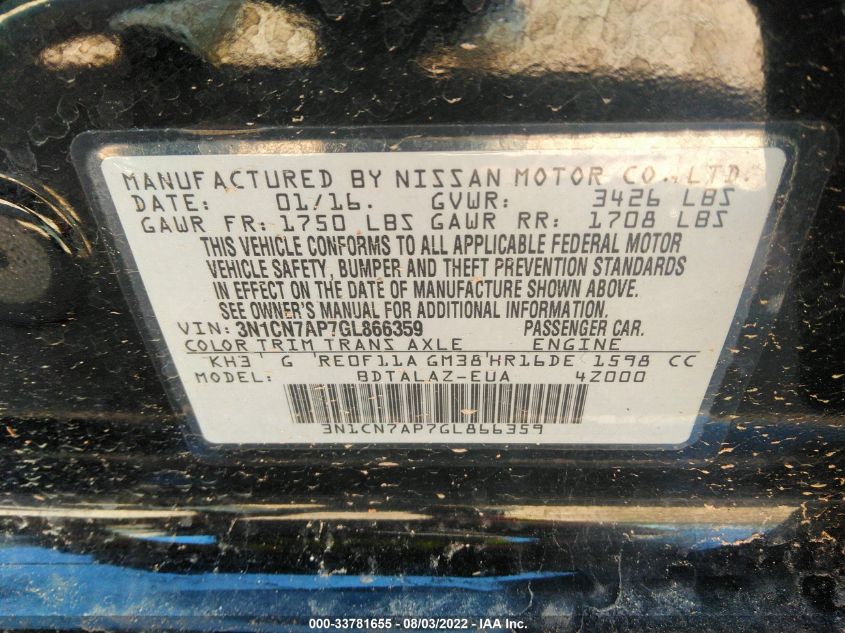 MANUFACTURED BY NISSAN MOTOR CO., LTD.
DATE: 01/16. GVWR: 3426 LBS
GAWR FR: 1750 LBS GAWR RR: 1708 LBS
THIS VEHICLE CONFORMS TO ALL APPLICABLE FEDERAL MOTOR
VEHICLE SAFETY, BUMPER AND THEFT PREVENTION STANDARDS
IN EFFECT ON THE DATE OF MANUFACTURE SHOWN ABOVE.
SEE OWNER'S MANUAL FOR ADDITIONAL INFORMATION.
VIN: 3N1CN7AP7GL866359 PASSENGER CAR.
COLOR TRIM TRANS AXLE ENGINE
KH3 G RE0F11A GM38 HR16DE 1598 CC
MODEL: BDTALAZ-EUA 4Z000
3N1CN7AP7GL866359
000-33781655 - 08/03/2022 - IAA Inc.